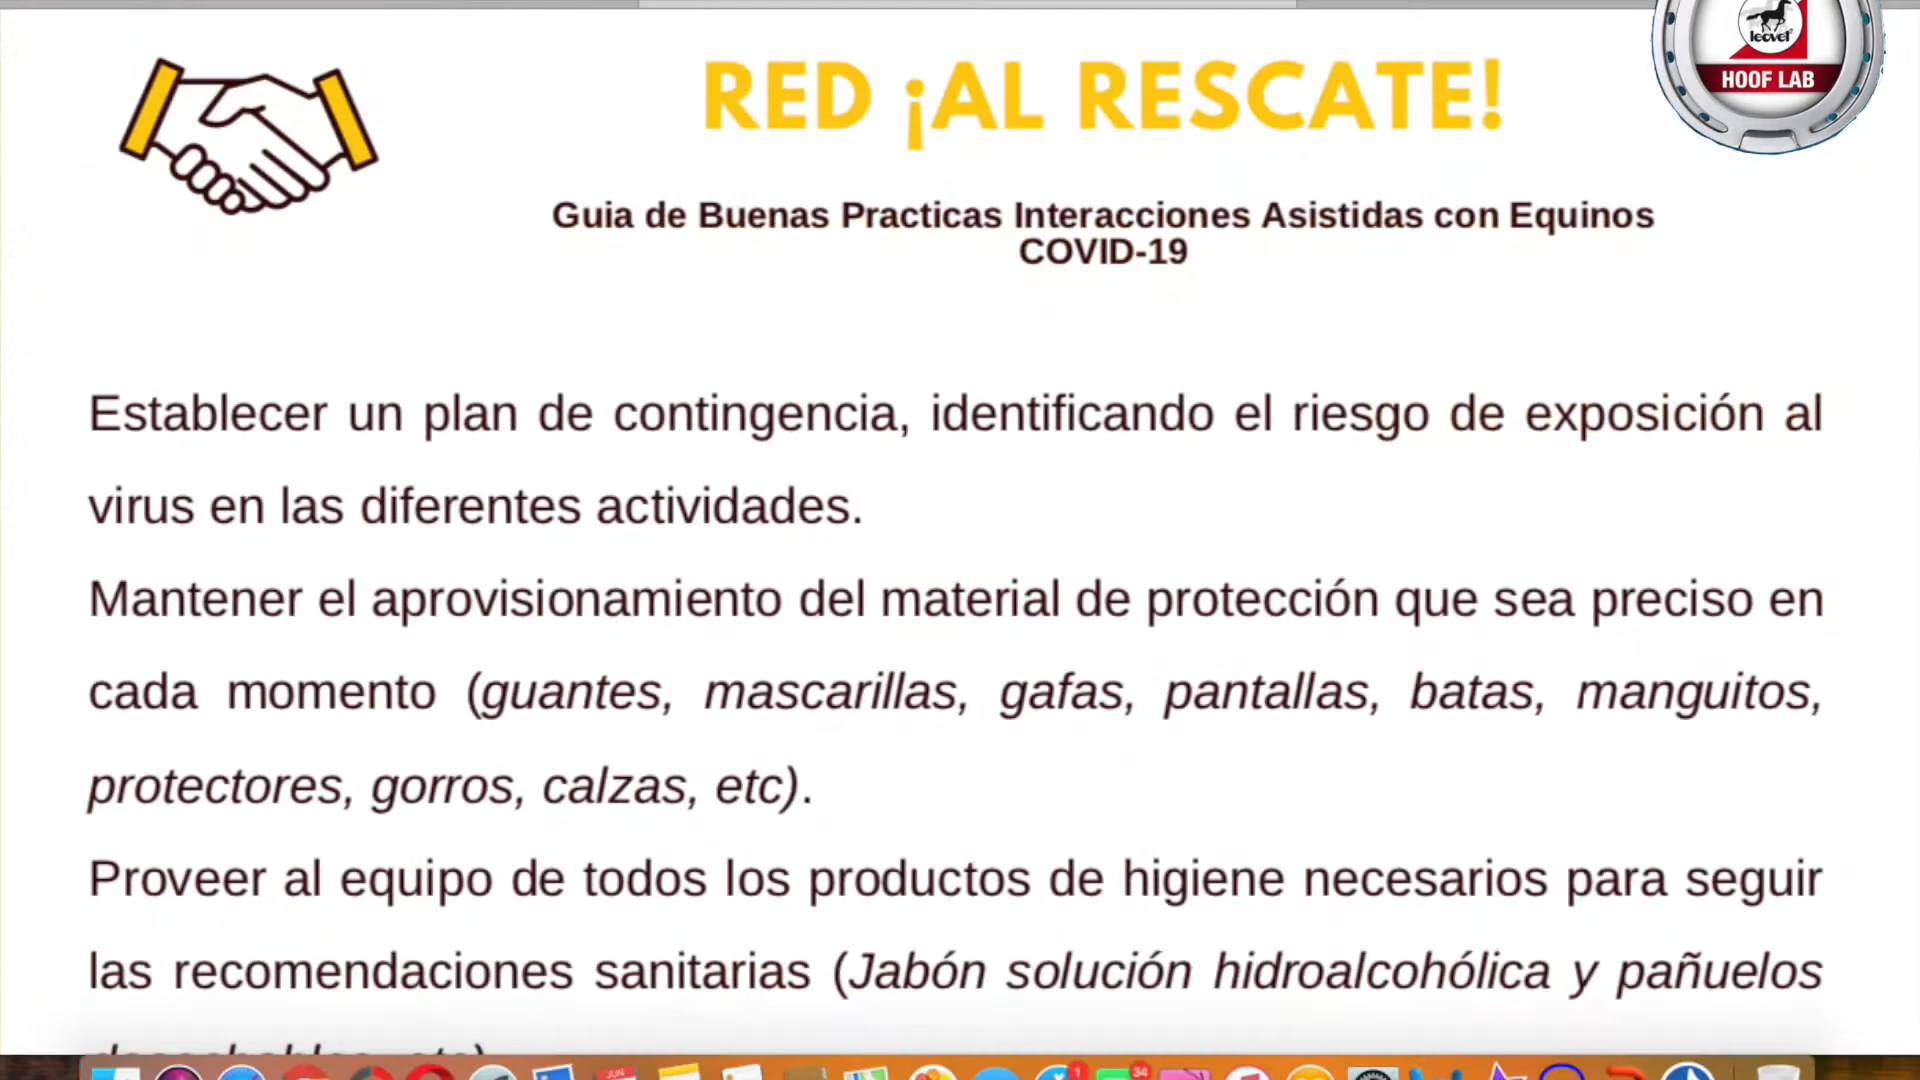 leovet
HOOF LAB
RED ¡AL RESCATE!
Guia de Buenas Practicas Interacciones Asistidas con Equinos
COVID-19
Establecer un plan de contingencia, identificando el riesgo de exposición al
virus en las diferentes actividades.
Mantener el aprovisionamiento del material de protección que sea preciso en
cada momento (guantes, mascarillas, gafas, pantallas, batas, manguitos,
protectores, gorros, calzas, etc).
Proveer al equipo de todos los productos de higiene necesarios para seguir
las recomendaciones sanitarias (Jabón solución hidroalcohólica y pañuelos
JUN
1
34